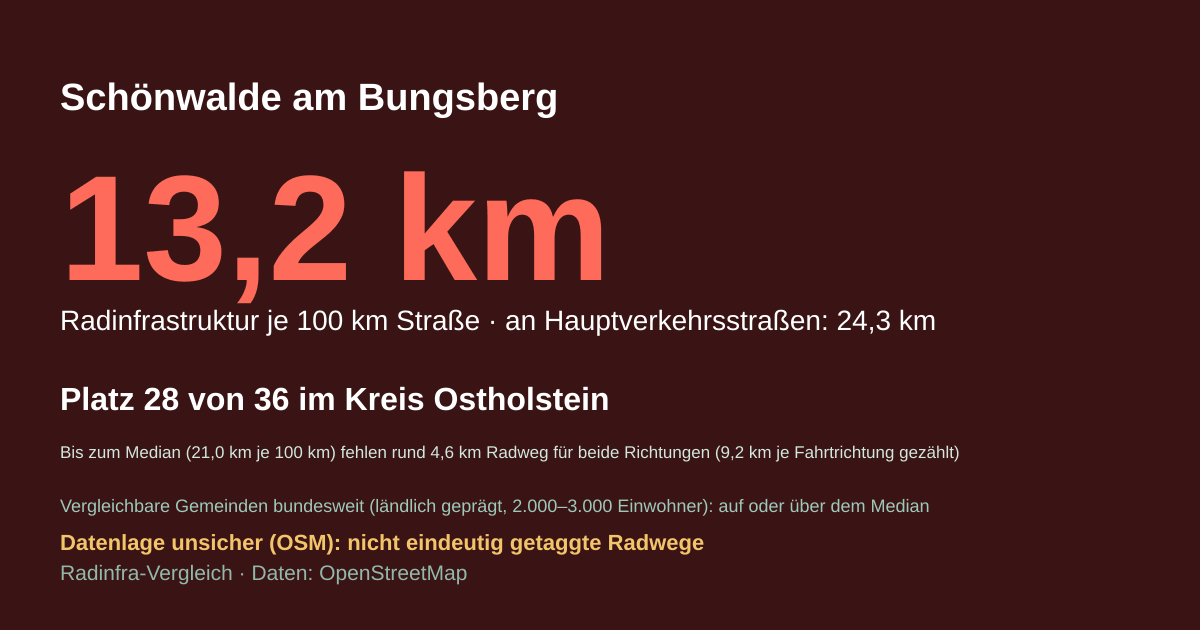 Schönwalde am Bungsberg
13,2 km
Radinfrastruktur je 100 km Straße · an Hauptverkehrsstraßen: 24,3 km
Platz 28 von 36 im Kreis Ostholstein
Bis zum Median (21,0 km je 100 km) fehlen rund 4,6 km Radweg für beide Richtungen (9,2 km je Fahrtrichtung gezählt)
Vergleichbare Gemeinden bundesweit (ländlich geprägt, 2.000–3.000 Einwohner): auf oder über dem Median
Datenlage unsicher (OSM): nicht eindeutig getaggte Radwege
Radinfra-Vergleich · Daten: OpenStreetMap